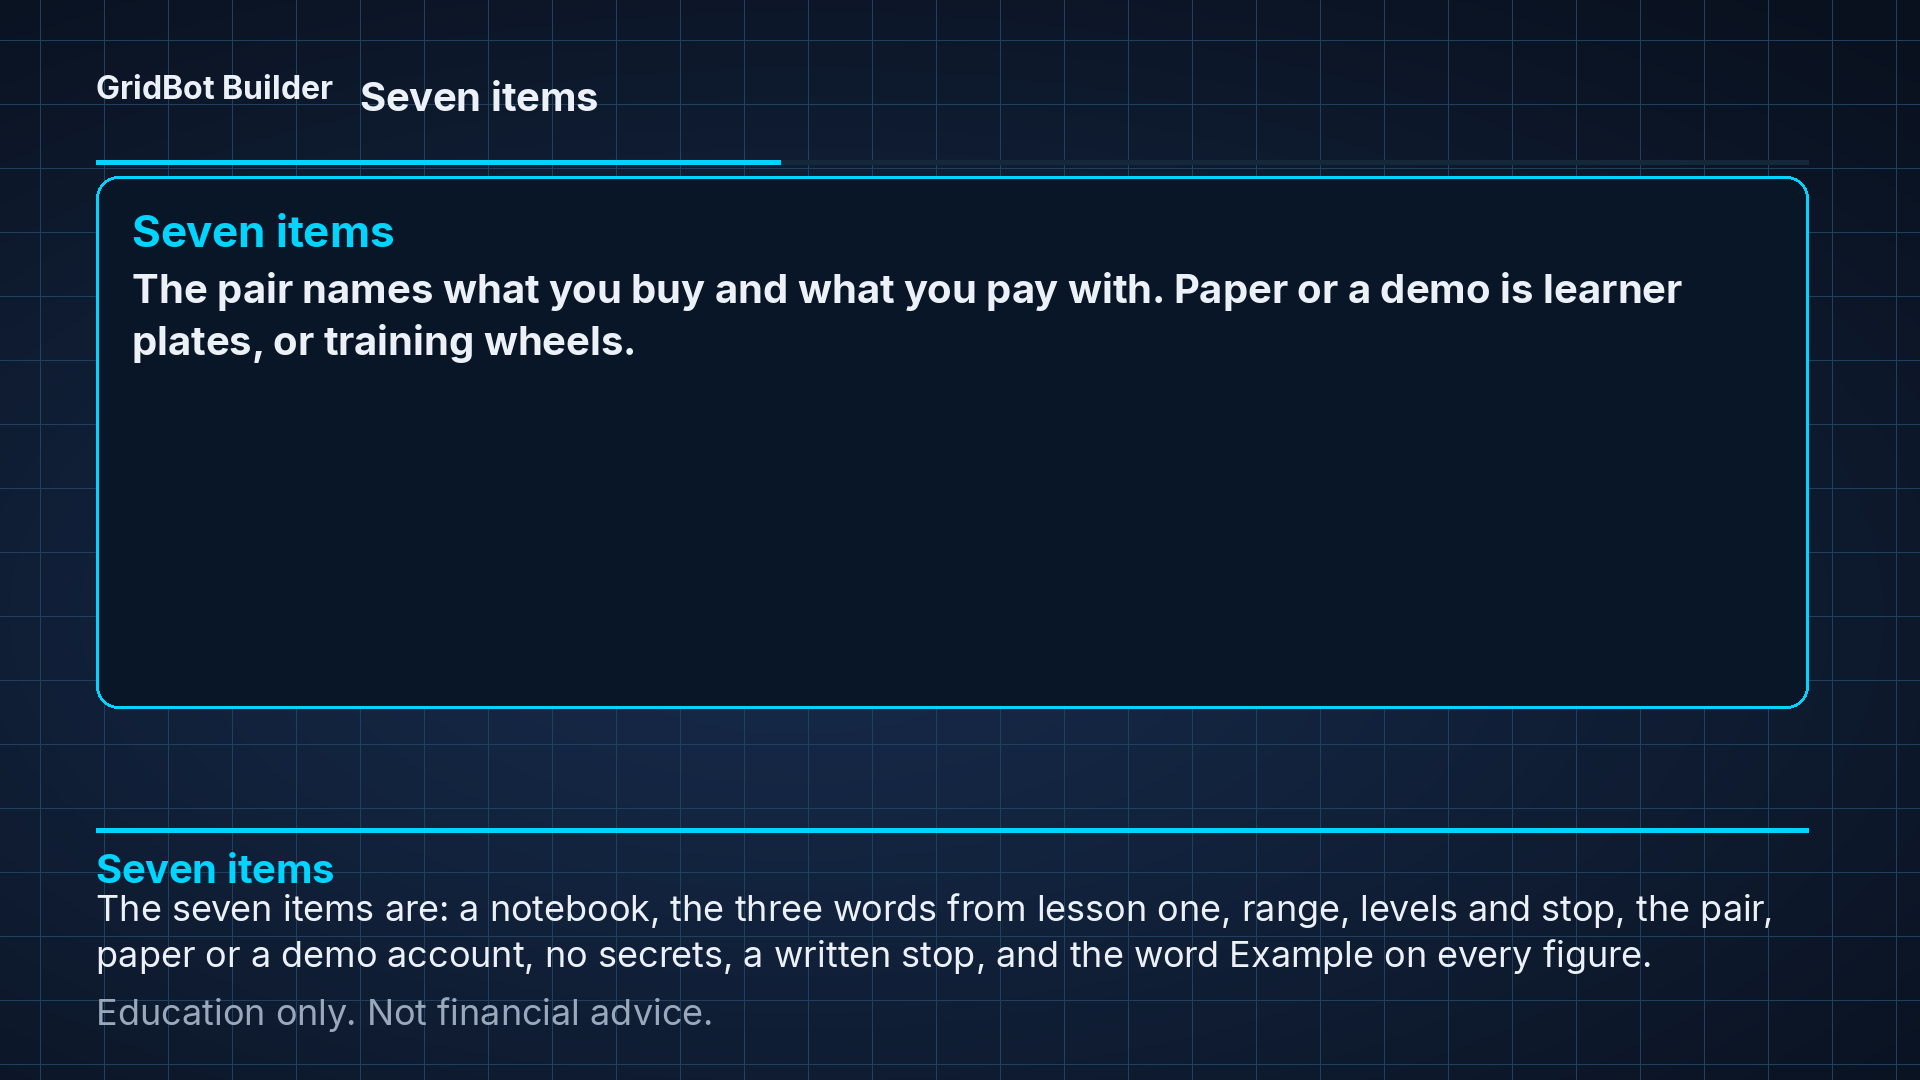 GridBot Builder
Seven items
Seven items
The pair names what you buy and what you pay with. Paper or a demo is learner
plates, or training wheels.
Seven items
The seven items are: a notebook, the three words from lesson one, range, levels and stop, the pair,
paper or a demo account, no secrets, a written stop, and the word Example on every figure.
Education only. Not financial advice.